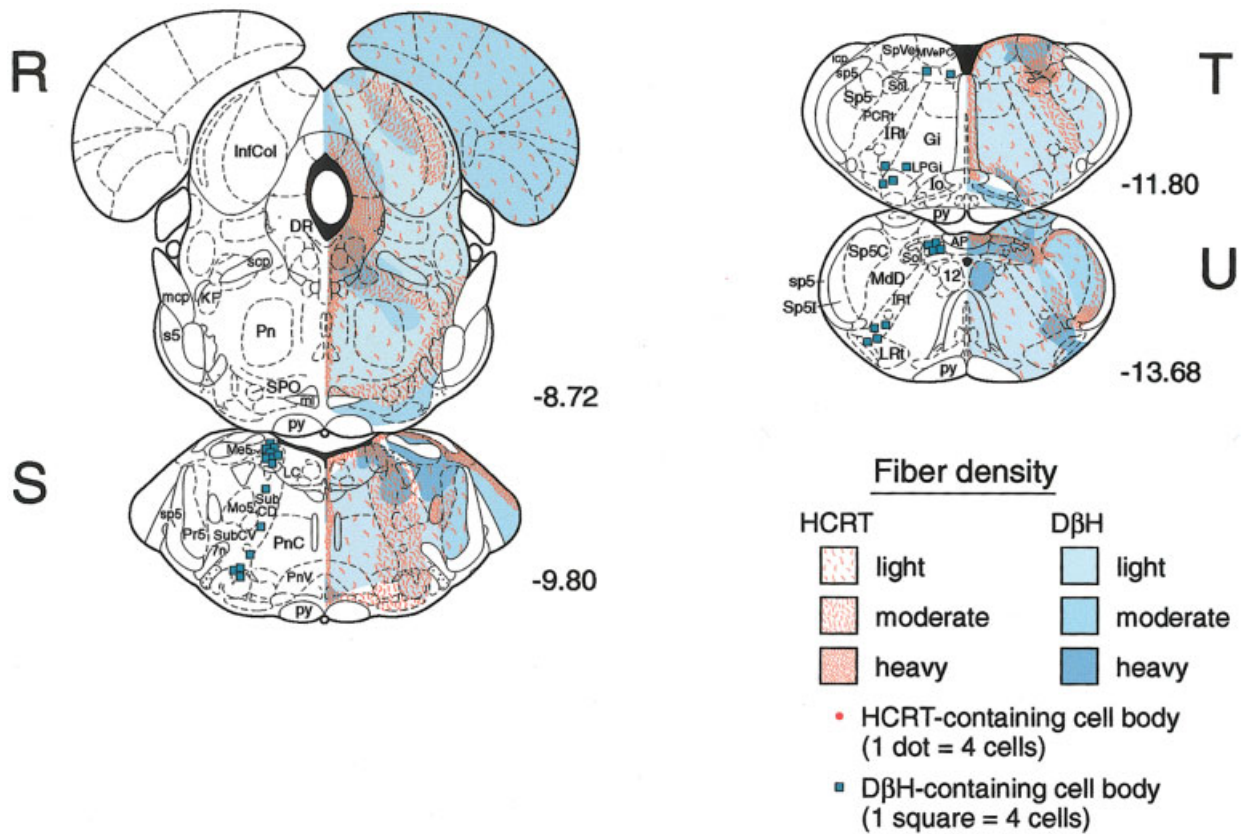 R
InfCol
DR
scp
mcp
KF
s5
Pn
SPO
ml
py
-8.72
S
Me5
LC
Sub
CD
Mo5
sp5
Pr5
SubCV
7n
PnC
PnV
py
-9.80
T
SpVe
MVePC
icp
sp5
Sol
Sp5
PCRt
IRt
Gi
LPGi
Io
py
-11.80
U
AP
Sp5C
Sol
12
MdD
sp5
IRt
Sp5I
LRt
py
-13.68
Fiber density
HCRT DβH
light light
moderate moderate
heavy heavy
HCRT-containing cell body
(1 dot = 4 cells)
DβH-containing cell body
(1 square = 4 cells)